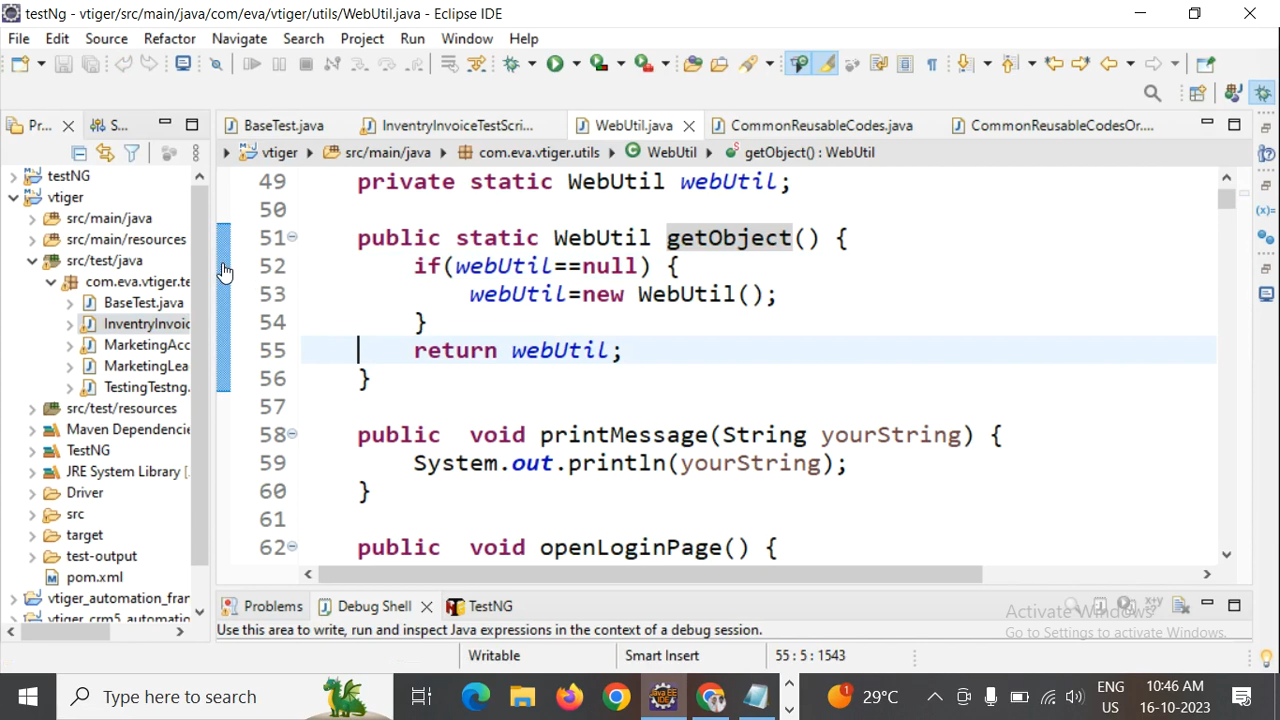 testNg - vtiger/src/main/java/com/eva/vtiger/utils/WebUtil.java - Eclipse IDE
File Edit Source Refactor Navigate Search Project Run Window Help
Pr... S...
BaseTest.java InventryInvoiceTestScri... WebUtil.java CommonReusableCodes.java CommonReusableCodesOr....
vtiger src/main/java com.eva.vtiger.utils WebUtil getObject() : WebUtil
testNG
vtiger
src/main/java
src/main/resources
src/test/java
com.eva.vtiger.te
BaseTest.java
InventryInvoic
MarketingAcc
MarketingLea
TestingTestng.
src/test/resources
Maven Dependencie
TestNG
JRE System Library [
Driver
src
target
test-output
pom.xml
vtiger_automation_frar
vtiger_crm5_automatio
49 private static WebUtil webUtil;
50
51 public static WebUtil getObject() {
52 if(webUtil==null) {
53 webUtil=new WebUtil();
54 }
55 return webUtil;
56 }
57
58 public void printMessage(String yourString) {
59 System.out.println(yourString);
60 }
61
62 public void openLoginPage() {
Problems Debug Shell TestNG
Use this area to write, run and inspect Java expressions in the context of a debug session.
Activate Windows
Go to Settings to activate Windows.
Writable Smart Insert 55 : 5 : 1543
Type here to search
1 29°C
ENG
US
10:46 AM
16-10-2023